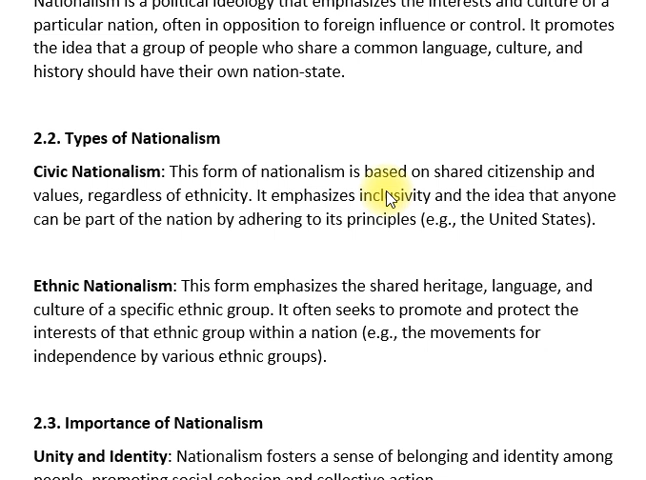 Nationalism is a political ideology that emphasizes the interests and culture of a
particular nation, often in opposition to foreign influence or control. It promotes
the idea that a group of people who share a common language, culture, and
history should have their own nation-state.
2.2. Types of Nationalism
Civic Nationalism: This form of nationalism is based on shared citizenship and
values, regardless of ethnicity. It emphasizes inclusivity and the idea that anyone
can be part of the nation by adhering to its principles (e.g., the United States).
Ethnic Nationalism: This form emphasizes the shared heritage, language, and
culture of a specific ethnic group. It often seeks to promote and protect the
interests of that ethnic group within a nation (e.g., the movements for
independence by various ethnic groups).
2.3. Importance of Nationalism
Unity and Identity: Nationalism fosters a sense of belonging and identity among
people, promoting social cohesion and collective action.